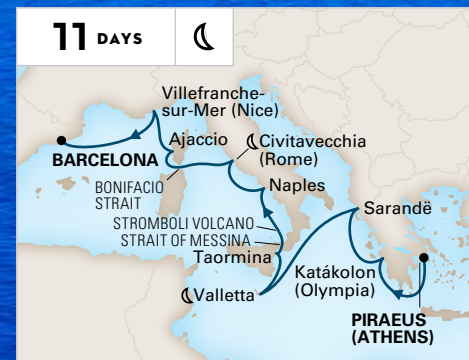 11 DAYS
Villefranche-
sur-Mer (Nice)
Ajaccio
Civitavecchia
(Rome)
BARCELONA
BONIFACIO
STRAIT
Naples
Sarandë
STROMBOLI VOLCANO
STRAIT OF MESSINA
Taormina
Katákolon
(Olympia)
Valletta
PIRAEUS
(ATHENS)